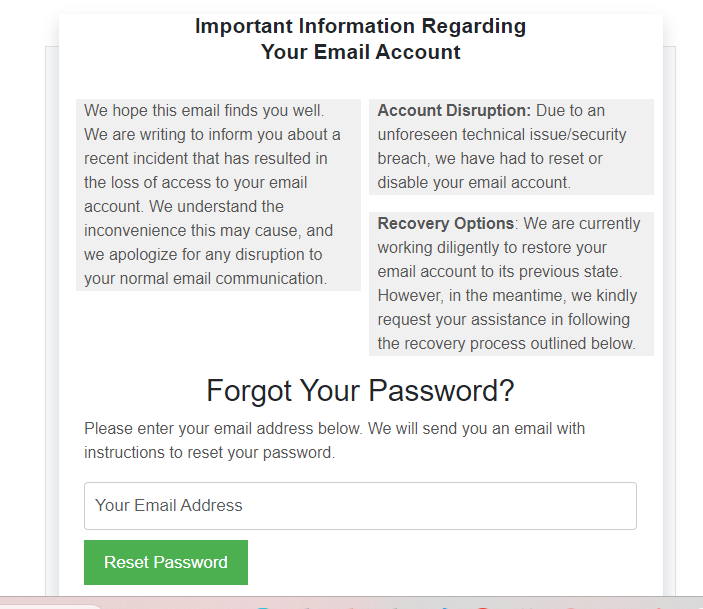 Important Information Regarding
Your Email Account
We hope this email finds you well.
We are writing to inform you about a
recent incident that has resulted in
the loss of access to your email
account. We understand the
inconvenience this may cause, and
we apologize for any disruption to
your normal email communication.
Account Disruption: Due to an
unforeseen technical issue/security
breach, we have had to reset or
disable your email account.
Recovery Options: We are currently
working diligently to restore your
email account to its previous state.
However, in the meantime, we kindly
request your assistance in following
the recovery process outlined below.
Forgot Your Password?
Please enter your email address below. We will send you an email with
instructions to reset your password.
Your Email Address
Reset Password